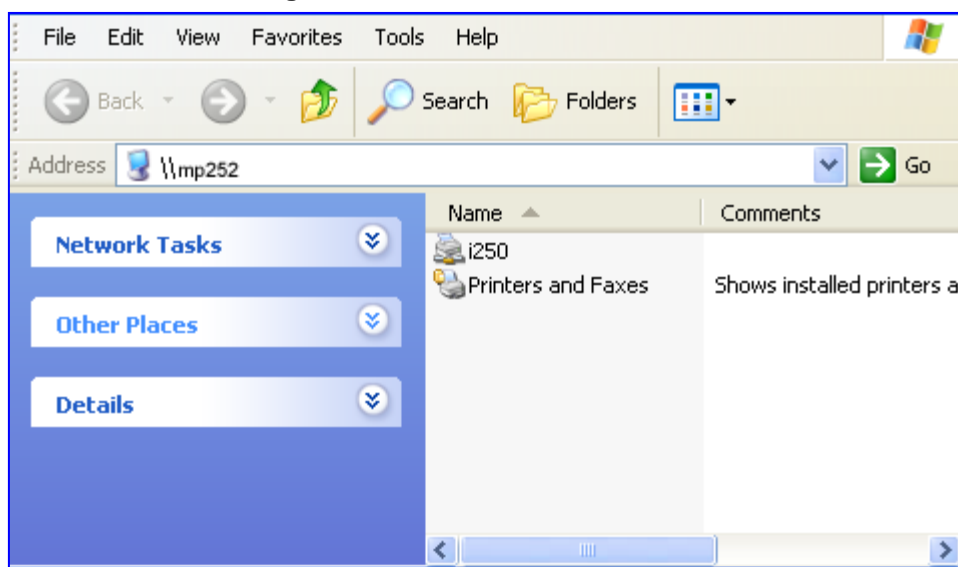 File Edit View Favorites Tools Help
Back Search Folders
Address \\mp252 Go
Name Comments
Network Tasks
i250
Printers and Faxes Shows installed printers a
Other Places
Details